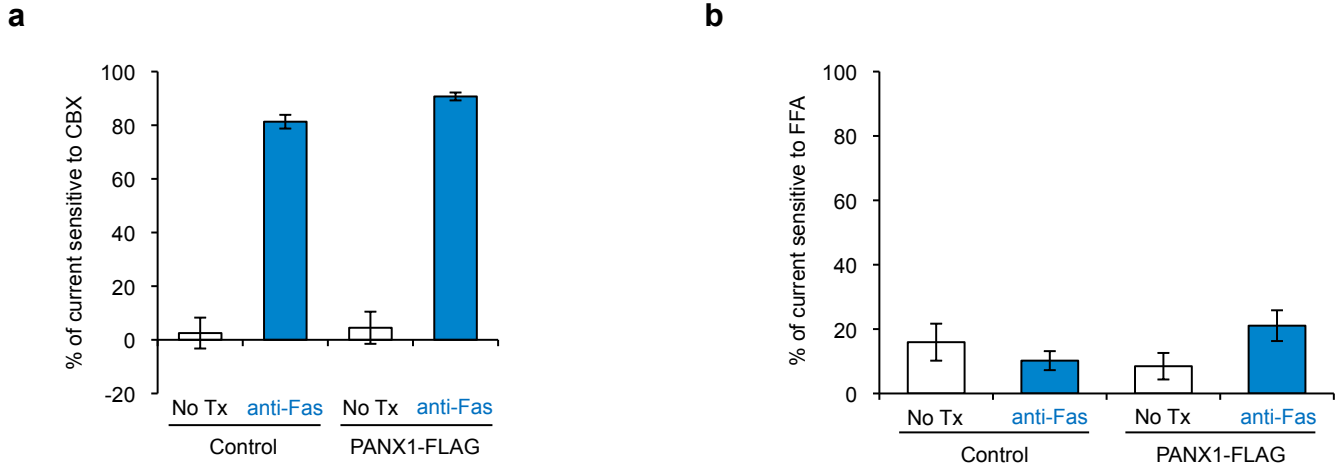 a
% of current sensitive to CBX
100
80
60
40
20
0
-20
No Tx anti-Fas No Tx anti-Fas
Control PANX1-FLAG
b
% of current sensitive to FFA
100
80
60
40
20
0
No Tx anti-Fas No Tx anti-Fas
Control PANX1-FLAG